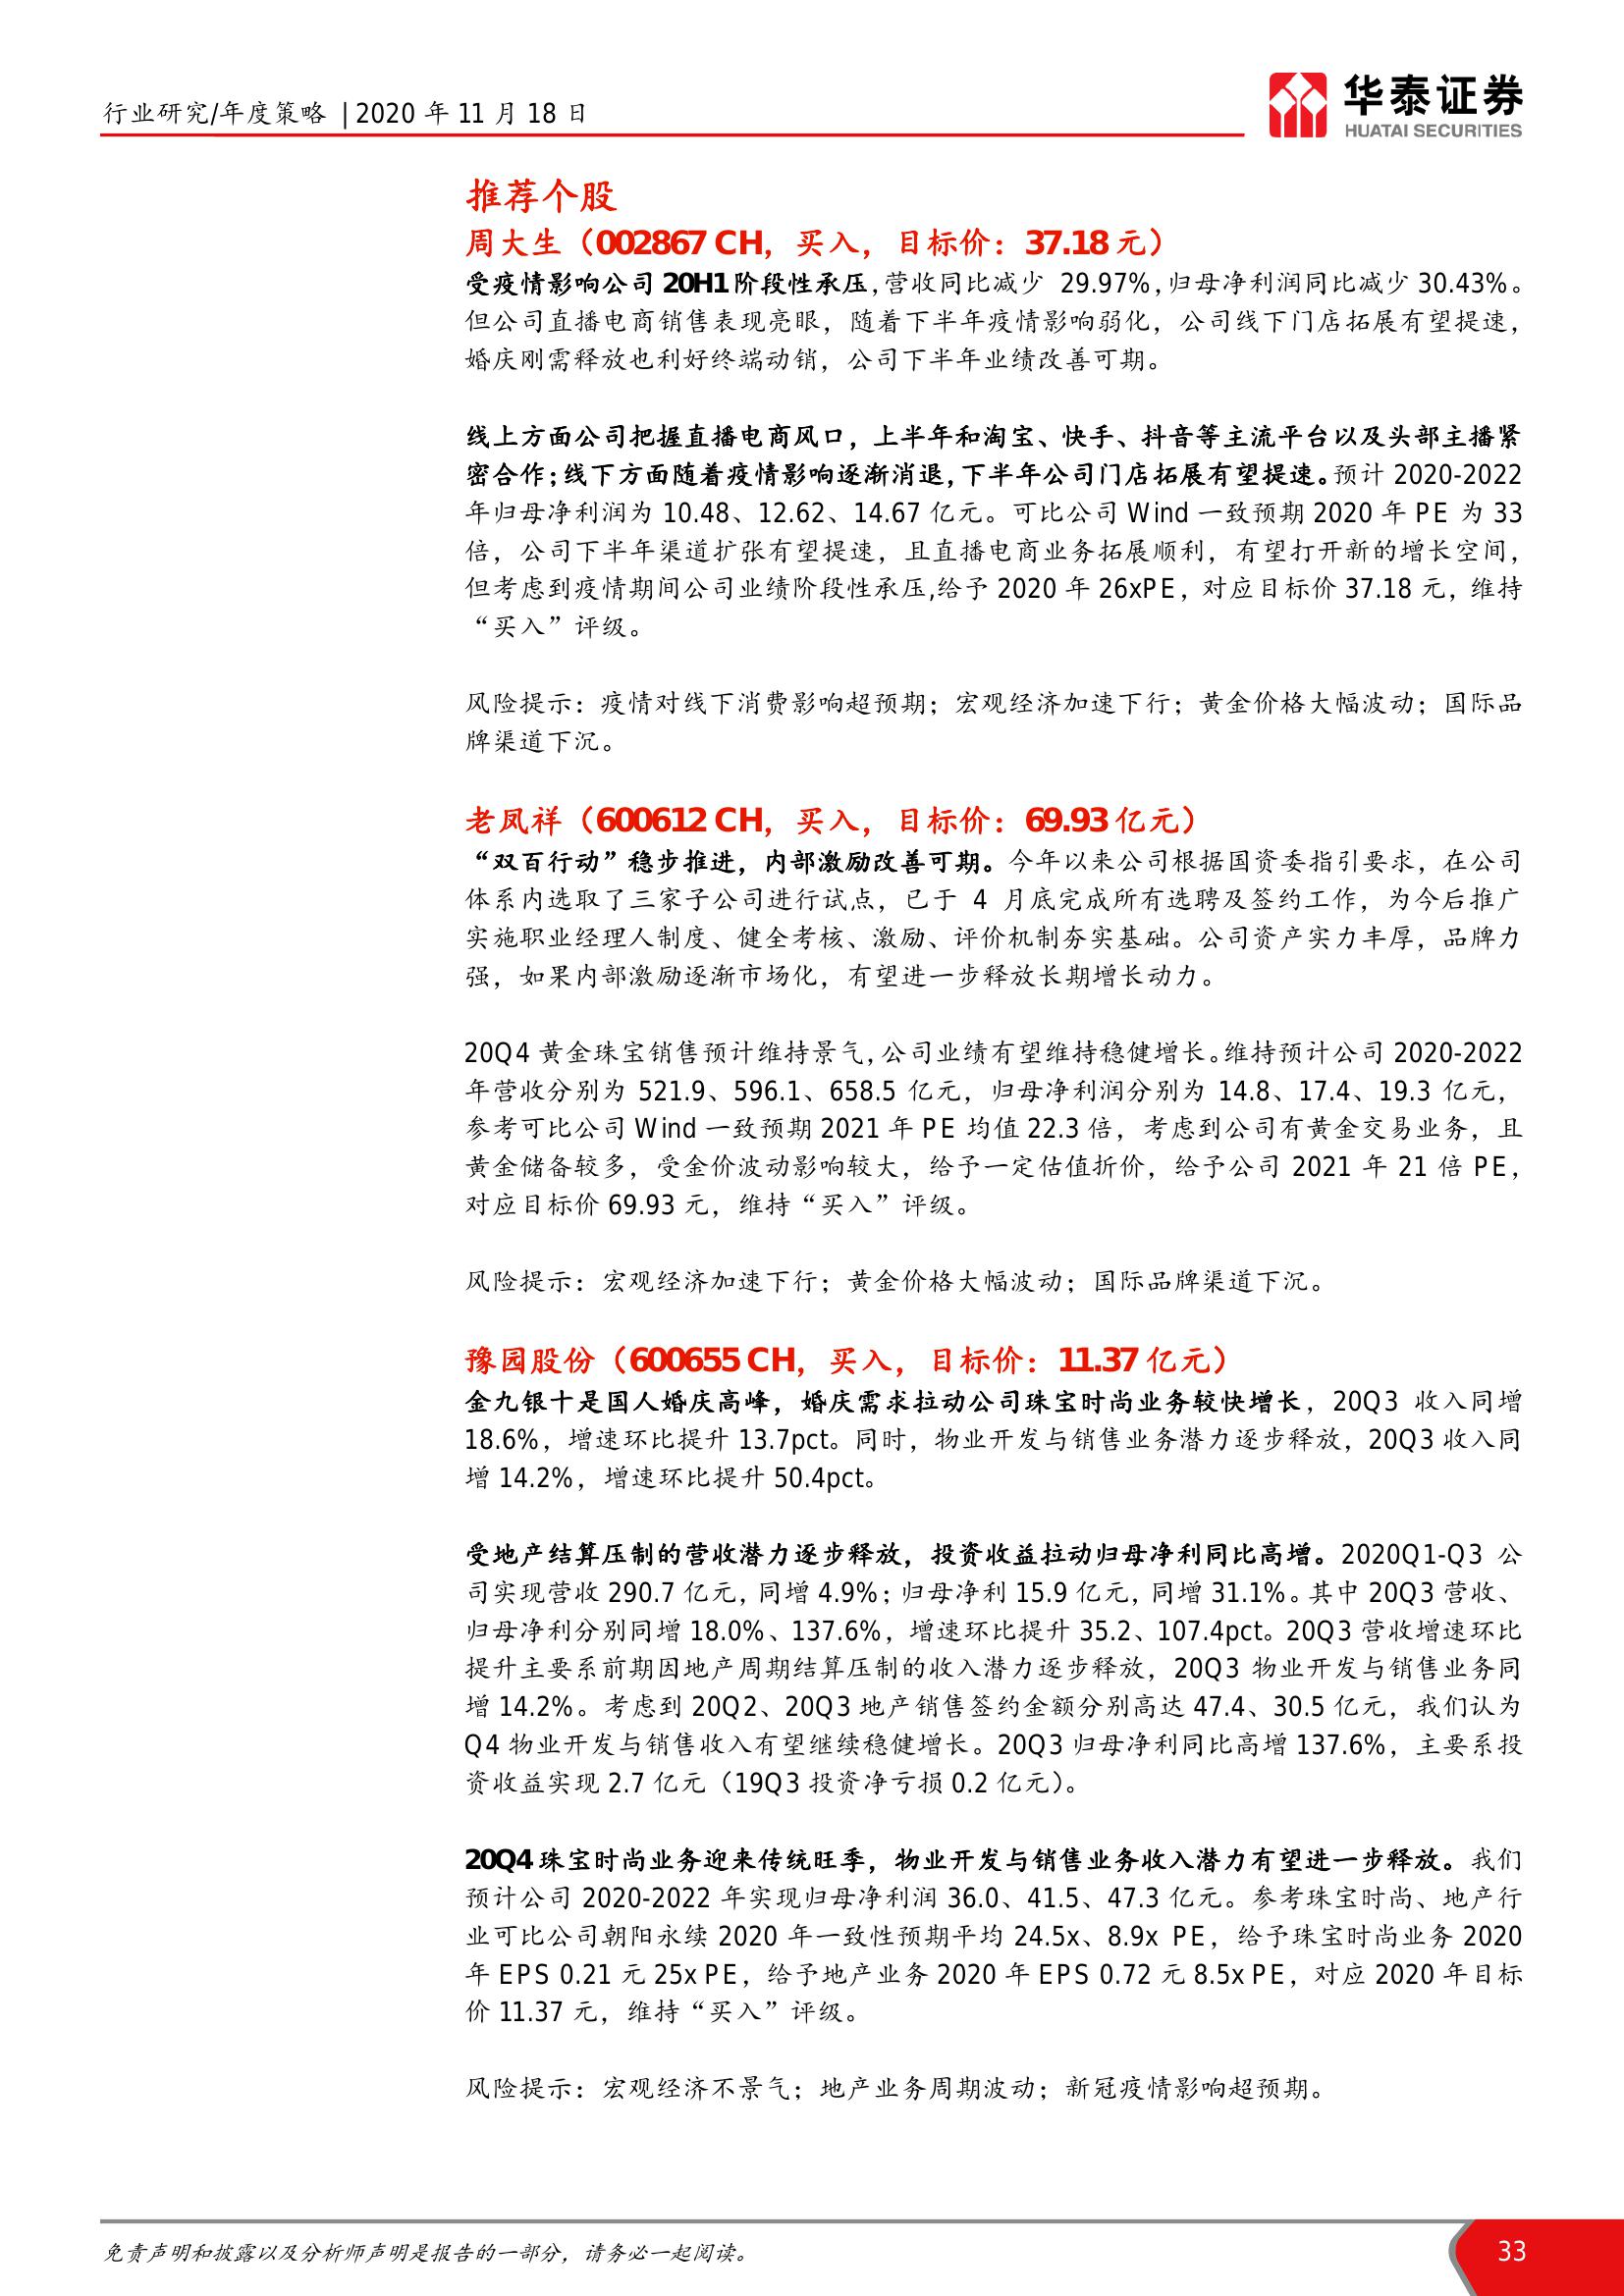 行业研究/年度策略 | 2020 年 11 月 18 日
华泰证券
HUATAI SECURITIES
推荐个股
周大生（002867 CH，买入，目标价：37.18 元）
受疫情影响公司 20H1 阶段性承压，营收同比减少 29.97%，归母净利润同比减少 30.43%。
但公司直播电商销售表现亮眼，随着下半年疫情影响弱化，公司线下门店拓展有望提速，
婚庆刚需释放也利好终端动销，公司下半年业绩改善可期。
线上方面公司把握直播电商风口，上半年和淘宝、快手、抖音等主流平台以及头部主播紧
密合作；线下方面随着疫情影响逐渐消退，下半年公司门店拓展有望提速。预计 2020-2022
年归母净利润为 10.48、12.62、14.67 亿元。可比公司 Wind 一致预期 2020 年 PE 为 33
倍，公司下半年渠道扩张有望提速，且直播电商业务拓展顺利，有望打开新的增长空间，
但考虑到疫情期间公司业绩阶段性承压,给予 2020 年 26xPE，对应目标价 37.18 元，维持
“买入”评级。
风险提示：疫情对线下消费影响超预期；宏观经济加速下行；黄金价格大幅波动；国际品
牌渠道下沉。
老凤祥（600612 CH，买入，目标价：69.93 亿元）
“双百行动”稳步推进，内部激励改善可期。今年以来公司根据国资委指引要求，在公司
体系内选取了三家子公司进行试点，已于 4 月底完成所有选聘及签约工作，为今后推广
实施职业经理人制度、健全考核、激励、评价机制夯实基础。公司资产实力丰厚，品牌力
强，如果内部激励逐渐市场化，有望进一步释放长期增长动力。
20Q4 黄金珠宝销售预计维持景气，公司业绩有望维持稳健增长。维持预计公司 2020-2022
年营收分别为 521.9、596.1、658.5 亿元，归母净利润分别为 14.8、17.4、19.3 亿元，
参考可比公司 Wind 一致预期 2021 年 PE 均值 22.3 倍，考虑到公司有黄金交易业务，且
黄金储备较多，受金价波动影响较大，给予一定估值折价，给予公司 2021 年 21 倍 PE，
对应目标价 69.93 元，维持“买入”评级。
风险提示：宏观经济加速下行；黄金价格大幅波动；国际品牌渠道下沉。
豫园股份（600655 CH，买入，目标价：11.37 亿元）
金九银十是国人婚庆高峰，婚庆需求拉动公司珠宝时尚业务较快增长，20Q3 收入同增
18.6%，增速环比提升 13.7pct。同时，物业开发与销售业务潜力逐步释放，20Q3 收入同
增 14.2%，增速环比提升 50.4pct。
受地产结算压制的营收潜力逐步释放，投资收益拉动归母净利同比高增。2020Q1-Q3 公
司实现营收 290.7 亿元，同增 4.9%；归母净利 15.9 亿元，同增 31.1%。其中 20Q3 营收、
归母净利分别同增 18.0%、137.6%，增速环比提升 35.2、107.4pct。20Q3 营收增速环比
提升主要系前期因地产周期结算压制的收入潜力逐步释放，20Q3 物业开发与销售业务同
增 14.2%。考虑到 20Q2、20Q3 地产销售签约金额分别高达 47.4、30.5 亿元，我们认为
Q4 物业开发与销售收入有望继续稳健增长。20Q3 归母净利同比高增 137.6%，主要系投
资收益实现 2.7 亿元（19Q3 投资净亏损 0.2 亿元）。
20Q4 珠宝时尚业务迎来传统旺季，物业开发与销售业务收入潜力有望进一步释放。我们
预计公司 2020-2022 年实现归母净利润 36.0、41.5、47.3 亿元。参考珠宝时尚、地产行
业可比公司朝阳永续 2020 年一致性预期平均 24.5x、8.9x PE，给予珠宝时尚业务 2020
年 EPS 0.21 元 25x PE，给予地产业务 2020 年 EPS 0.72 元 8.5x PE，对应 2020 年目标
价 11.37 元，维持“买入”评级。
风险提示：宏观经济不景气；地产业务周期波动；新冠疫情影响超预期。
免责声明和披露以及分析师声明是报告的一部分，请务必一起阅读。
33